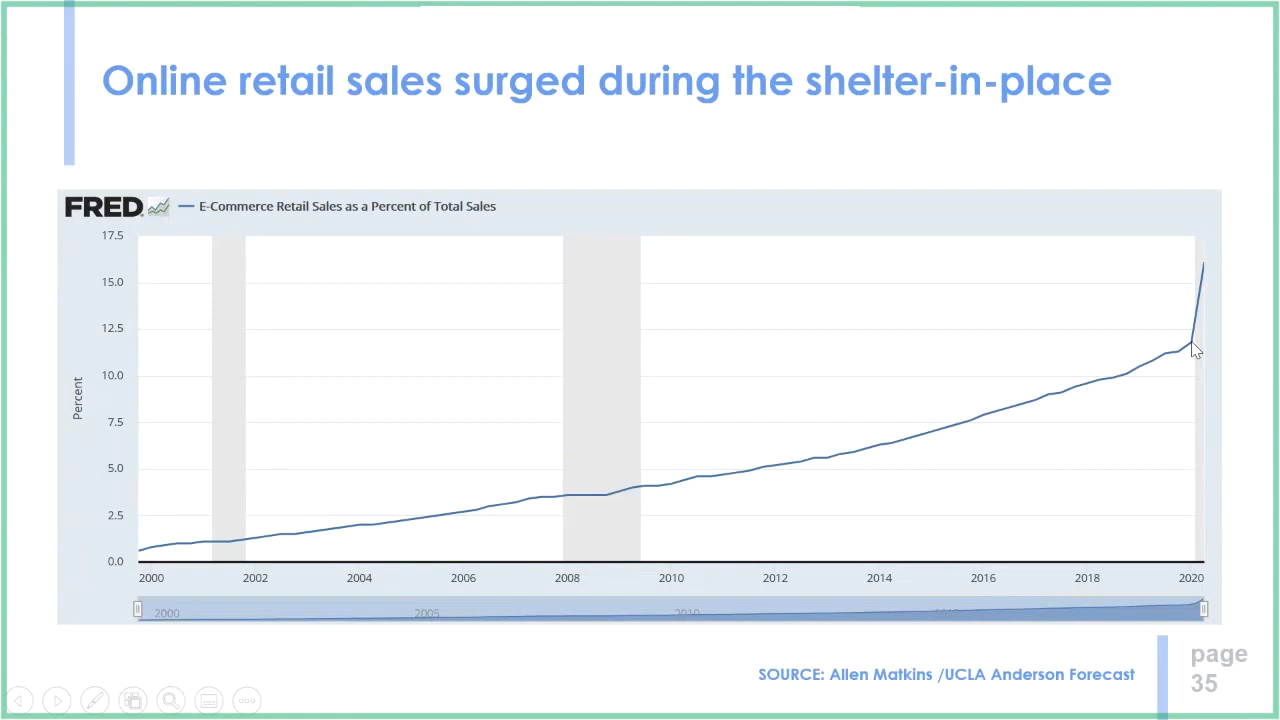 Online retail sales surged during the shelter-in-place
FRED
E-Commerce Retail Sales as a Percent of Total Sales
17.5
15.0
12.5
10.0
7.5
5.0
2.5
0.0
Percent
2000 2002 2004 2006 2008 2010 2012 2014 2016 2018 2020
2000 2005 2010
SOURCE: Allen Matkins /UCLA Anderson Forecast
page
35